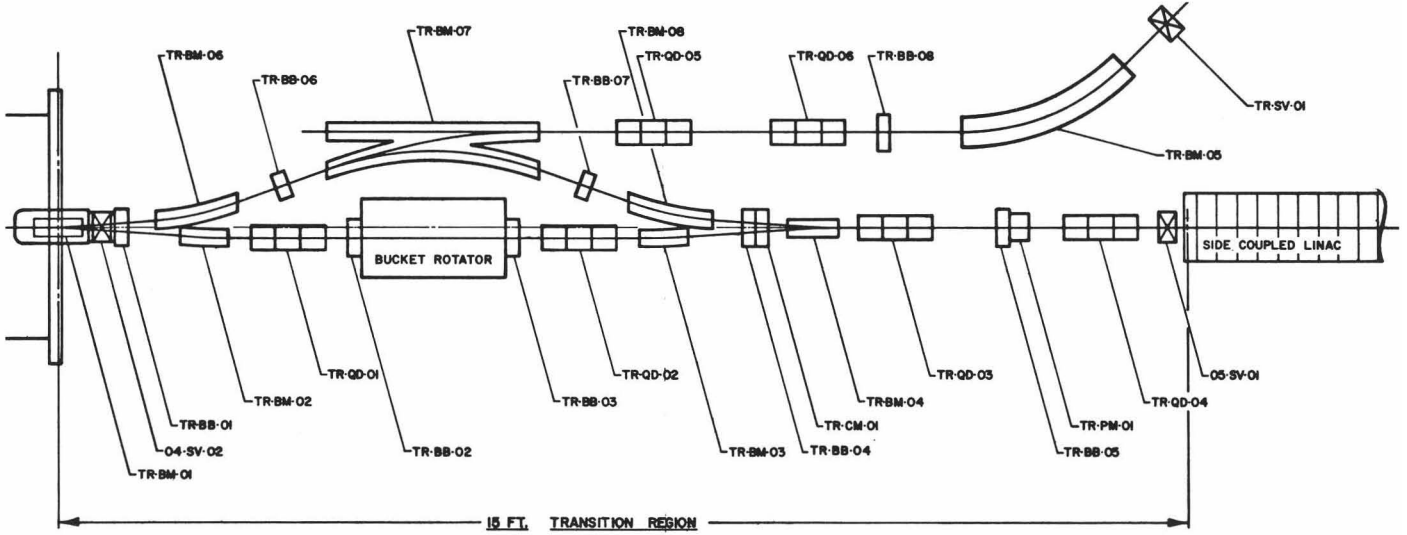 TR·BM·07
TR·BM·08
TR·BM·06
TR·QD·05
TR·QD·06
TR·BB·08
TR·BB·06
TR·BB·07
TR·SV·01
TR·BM·05
SIDE COUPLED LINAC
BUCKET ROTATOR
TR·QD·01
TR·QD·02
TR·QD·03
05·SV·01
TR·BM·02
TR·BB·03
TR·BM·04
TR·QD·04
TR·BB·01
TR·CM·01
TR·PM·01
04·SV·02
TR·BB·02
TR·BM·03
TR·BB·04
TR·BB·05
TR·BM·01
15 FT. TRANSITION REGION